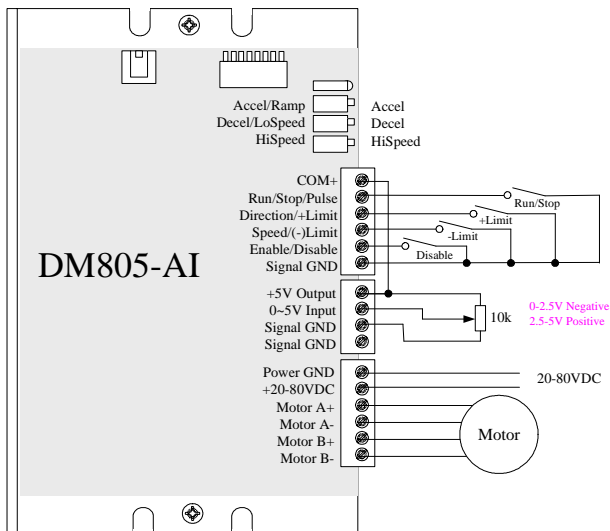 Accel/Ramp Accel
Decel/LoSpeed Decel
HiSpeed HiSpeed
COM+
Run/Stop/Pulse Run/Stop
Direction/+Limit +Limit
Speed/(-)Limit -Limit
Enable/Disable Disable
Signal GND
DM805-AI
+5V Output
0~5V Input 10k 0-2.5V Negative
2.5-5V Positive
Signal GND
Signal GND
Power GND
+20-80VDC 20-80VDC
Motor A+
Motor A-
Motor B+
Motor B-
Motor